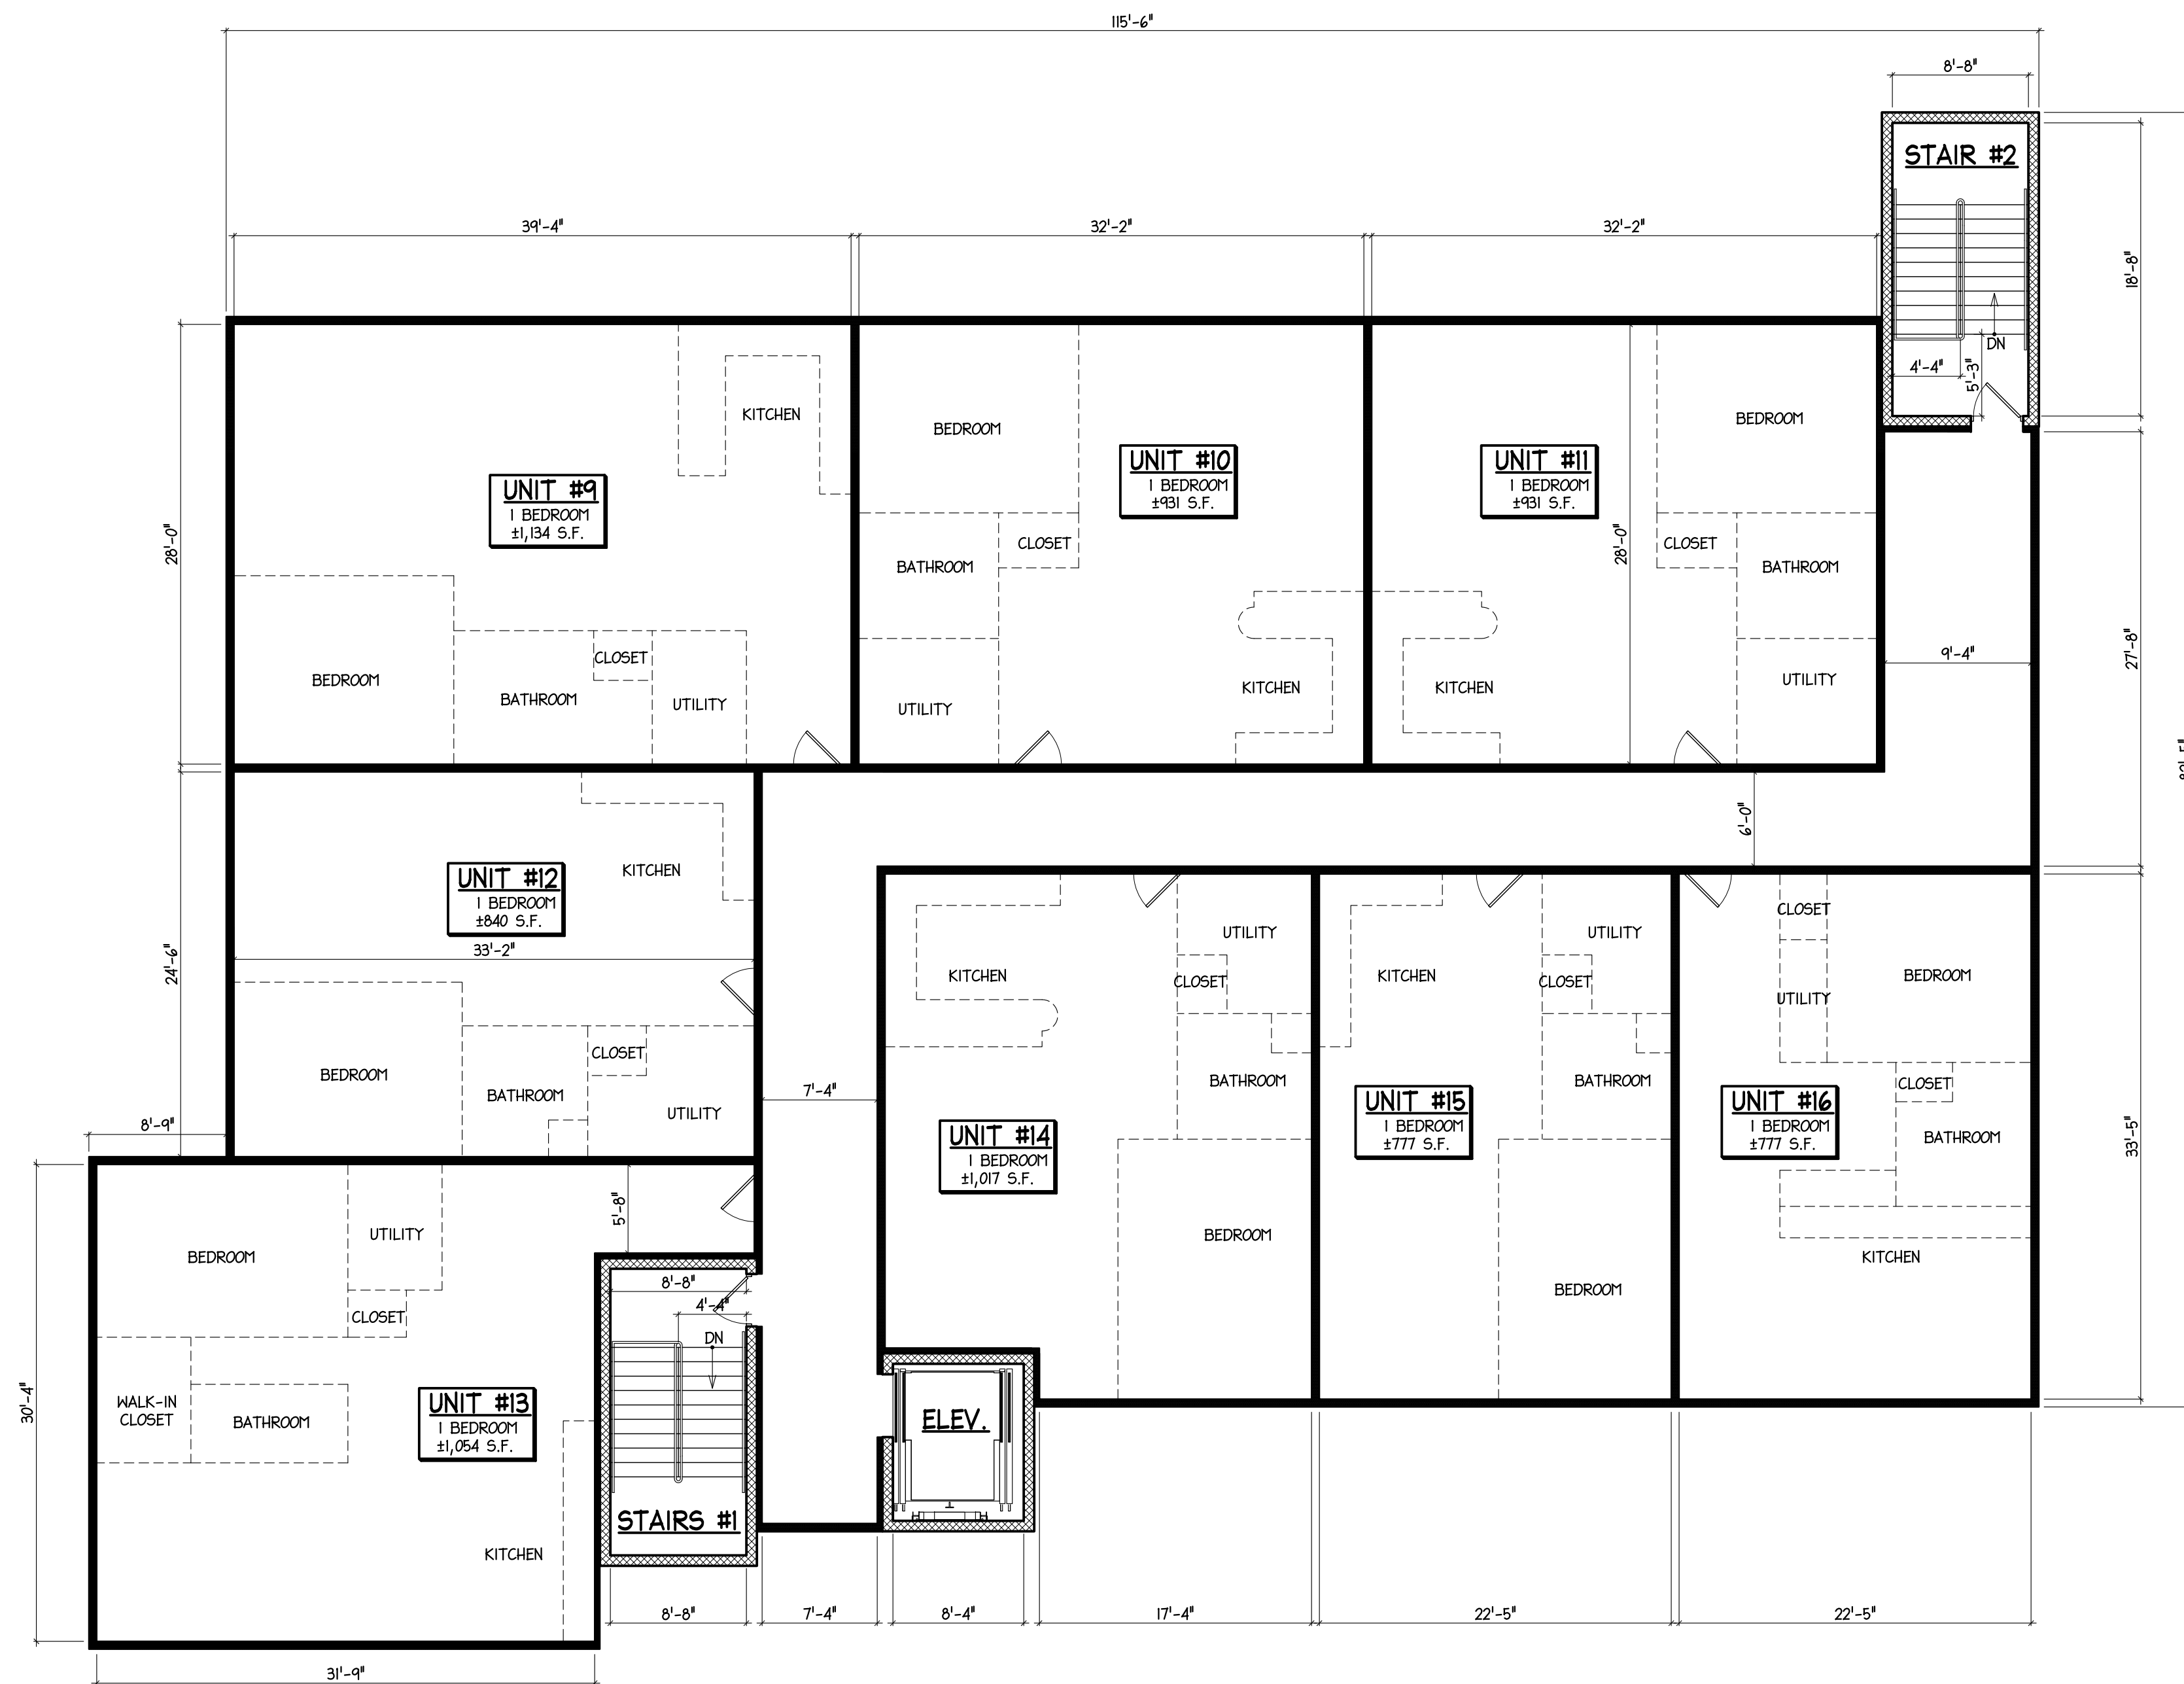 115'-6"
8'-8"
STAIR #2
39'-4"
32'-2"
32'-2"
18'-8"
DN
4'-4"
5'-3"
KITCHEN
BEDROOM
BEDROOM
UNIT #9
1 BEDROOM
±1,134 S.F.
UNIT #10
1 BEDROOM
±931 S.F.
UNIT #11
1 BEDROOM
±931 S.F.
28'-0"
28'-0"
CLOSET
CLOSET
BATHROOM
BATHROOM
BEDROOM
BATHROOM
CLOSET
UTILITY
UTILITY
KITCHEN
KITCHEN
UTILITY
9'-4"
27'-8"
6'-0"
UNIT #12
1 BEDROOM
±840 S.F.
KITCHEN
33'-2"
24'-6"
BEDROOM
BATHROOM
CLOSET
UTILITY
7'-4"
8'-9"
KITCHEN
UTILITY
CLOSET
BATHROOM
UNIT #14
1 BEDROOM
±1,017 S.F.
BEDROOM
KITCHEN
UTILITY
CLOSET
BATHROOM
UNIT #15
1 BEDROOM
±777 S.F.
BEDROOM
CLOSET
UTILITY
BEDROOM
CLOSET
BATHROOM
UNIT #16
1 BEDROOM
±777 S.F.
KITCHEN
33'-5"
5'-8"
BEDROOM
UTILITY
CLOSET
WALK-IN
CLOSET
BATHROOM
UNIT #13
1 BEDROOM
±1,054 S.F.
KITCHEN
30'-4"
8'-8"
4'-4"
DN
STAIRS #1
ELEV.
8'-8"
7'-4"
8'-4"
17'-4"
22'-5"
22'-5"
31'-9"